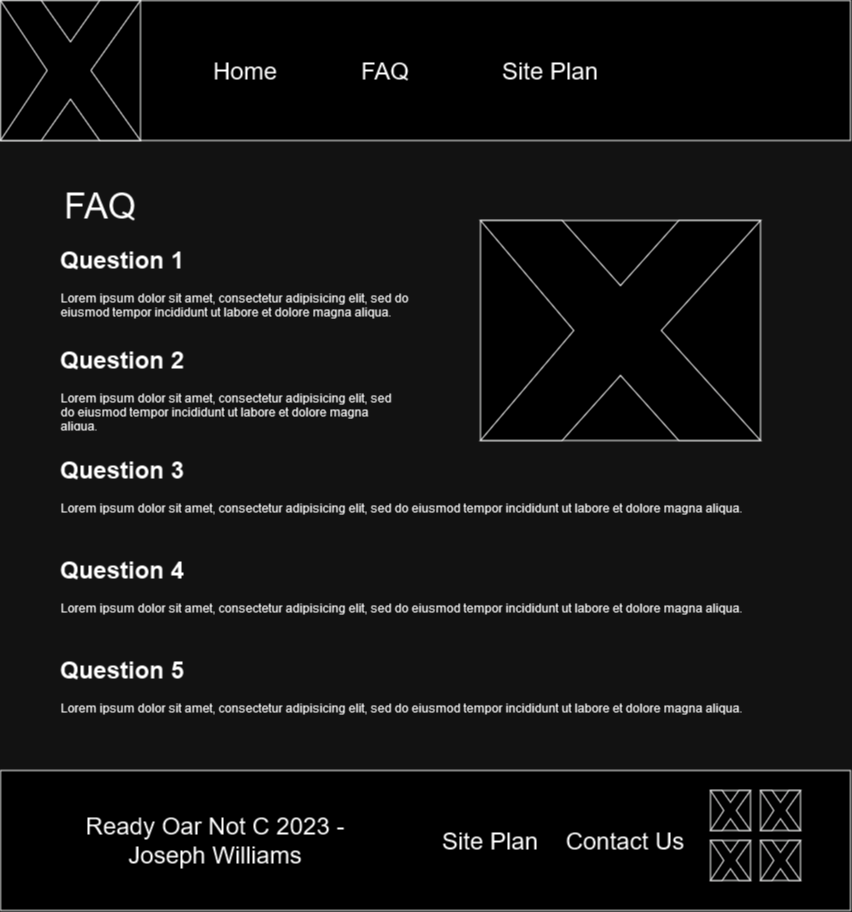 Home FAQ Site Plan
FAQ
Question 1
Lorem ipsum dolor sit amet, consectetur adipisicing elit, sed do
eiusmod tempor incididunt ut labore et dolore magna aliqua.
Question 2
Lorem ipsum dolor sit amet, consectetur adipisicing elit, sed
do eiusmod tempor incididunt ut labore et dolore magna
aliqua.
Question 3
Lorem ipsum dolor sit amet, consectetur adipisicing elit, sed do eiusmod tempor incididunt ut labore et dolore magna aliqua.
Question 4
Lorem ipsum dolor sit amet, consectetur adipisicing elit, sed do eiusmod tempor incididunt ut labore et dolore magna aliqua.
Question 5
Lorem ipsum dolor sit amet, consectetur adipisicing elit, sed do eiusmod tempor incididunt ut labore et dolore magna aliqua.
Ready Oar Not C 2023 -
Joseph Williams
Site Plan Contact Us